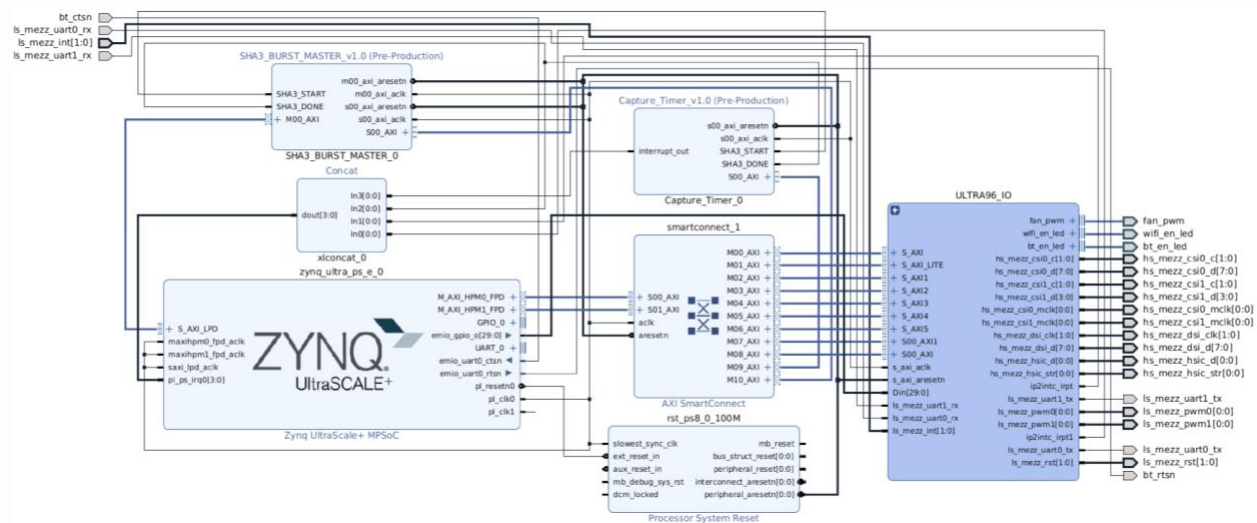 bt_ctsn
ls_mezz_uart0_rx
ls_mezz_int[1:0]
ls_mezz_uart1_rx
SHA3_BURST_MASTER_v1.0 (Pre-Production)
m00_axi_aresetn
SHA3_START
m00_axi_aclk
SHA3_DONE
s00_axi_aresetn
M00_AXI
s00_axi_aclk
S00_AXI
SHA3_BURST_MASTER_0
Capture_Timer_v1.0 (Pre-Production)
s00_axi_aresetn
s00_axi_aclk
interrupt_out
SHA3_START
SHA3_DONE
S00_AXI
Capture_Timer_0
Concat
In3[0:0]
dout[3:0]
In2[0:0]
In1[0:0]
In0[0:0]
xlconcat_0
zynq_ultra_ps_e_0
M_AXI_HPM0_FPD
M_AXI_HPM1_FPD
GPIO_0
S_AXI_LPD
emio_gpio_o[29:0]
maxihpm0_fpd_aclk
UART_0
maxihpm1_fpd_aclk
emio_uart0_ctsn
saxi_lpd_aclk
emio_uart0_rtsn
pl_ps_irq0[3:0]
pl_resetn0
pl_clk0
pl_clk1
ZYNQ
UltraSCALE+
Zynq UltraScale+ MPSoC
smartconnect_1
M00_AXI
M01_AXI
M02_AXI
S00_AXI
M03_AXI
S01_AXI
M04_AXI
aclk
M05_AXI
aresetn
M06_AXI
M07_AXI
M08_AXI
M09_AXI
M10_AXI
AXI SmartConnect
rst_ps8_0_100M
slowest_sync_clk
mb_reset
ext_reset_in
bus_struct_reset[0:0]
aux_reset_in
peripheral_reset[0:0]
mb_debug_sys_rst
interconnect_aresetn[0:0]
dcm_locked
peripheral_aresetn[0:0]
Processor System Reset
ULTRA96_IO
S_AXI
S_AXI_LITE
S_AXI1
S_AXI2
S_AXI3
S_AXI4
S_AXI5
S00_AXI1
S00_AXI
s_axi_aclk
s_axi_aresetn
Din[29:0]
ls_mezz_uart1_rx
ls_mezz_uart0_rx
ls_mezz_int[1:0]
fan_pwm
wifi_en_led
bt_en_led
hs_mezz_csi0_c[1:0]
hs_mezz_csi0_d[7:0]
hs_mezz_csi1_c[1:0]
hs_mezz_csi1_d[3:0]
hs_mezz_csi0_mclk[0:0]
hs_mezz_csi1_mclk[0:0]
hs_mezz_dsi_clk[1:0]
hs_mezz_dsi_d[7:0]
hs_mezz_hsic_d[0:0]
hs_mezz_hsic_str[0:0]
ip2intc_irpt
ls_mezz_uart1_tx
ls_mezz_pwm0[0:0]
ls_mezz_pwm1[0:0]
ip2intc_irpt1
ls_mezz_uart0_tx
ls_mezz_rst[1:0]
fan_pwm
wifi_en_led
bt_en_led
hs_mezz_csi0_c[1:0]
hs_mezz_csi0_d[7:0]
hs_mezz_csi1_c[1:0]
hs_mezz_csi1_d[3:0]
hs_mezz_csi0_mclk[0:0]
hs_mezz_csi1_mclk[0:0]
hs_mezz_dsi_clk[1:0]
hs_mezz_dsi_d[7:0]
hs_mezz_hsic_d[0:0]
hs_mezz_hsic_str[0:0]
ls_mezz_uart1_tx
ls_mezz_pwm0[0:0]
ls_mezz_pwm1[0:0]
ls_mezz_uart0_tx
ls_mezz_rst[1:0]
bt_rtsn